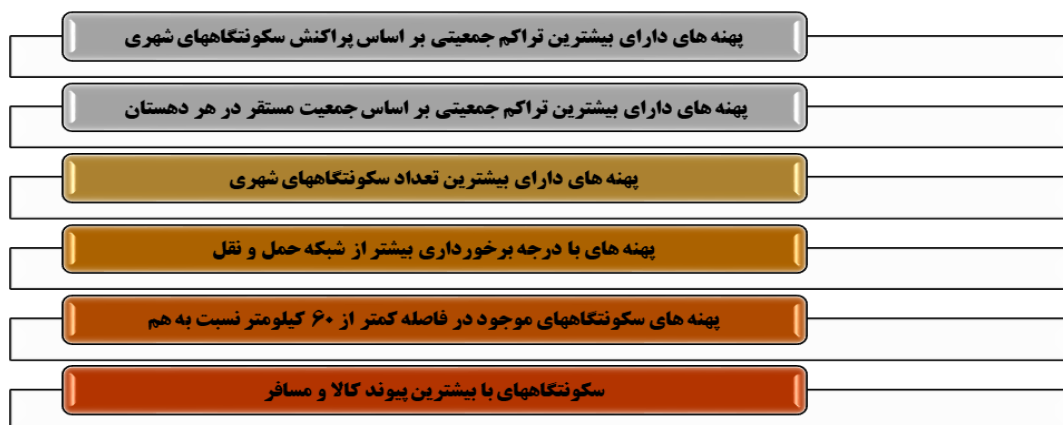 پهنه های دارای بیشترین تراکم جمعیتی بر اساس پراکنش سکونتگاههای شهری
پهنه های دارای بیشترین تراکم جمعیتی بر اساس جمعیت مستقر در هر دهستان
پهنه های دارای بیشترین تعداد سکونتگاههای شهری
پهنه های با درجه برخورداری بیشتر از شبکه حمل و نقل
پهنه های سکونتگاههای موجود در فاصله کمتر از ۶۰ کیلومتر نسبت به هم
سکونتگاههای با بیشترین پیوند کالا و مسافر